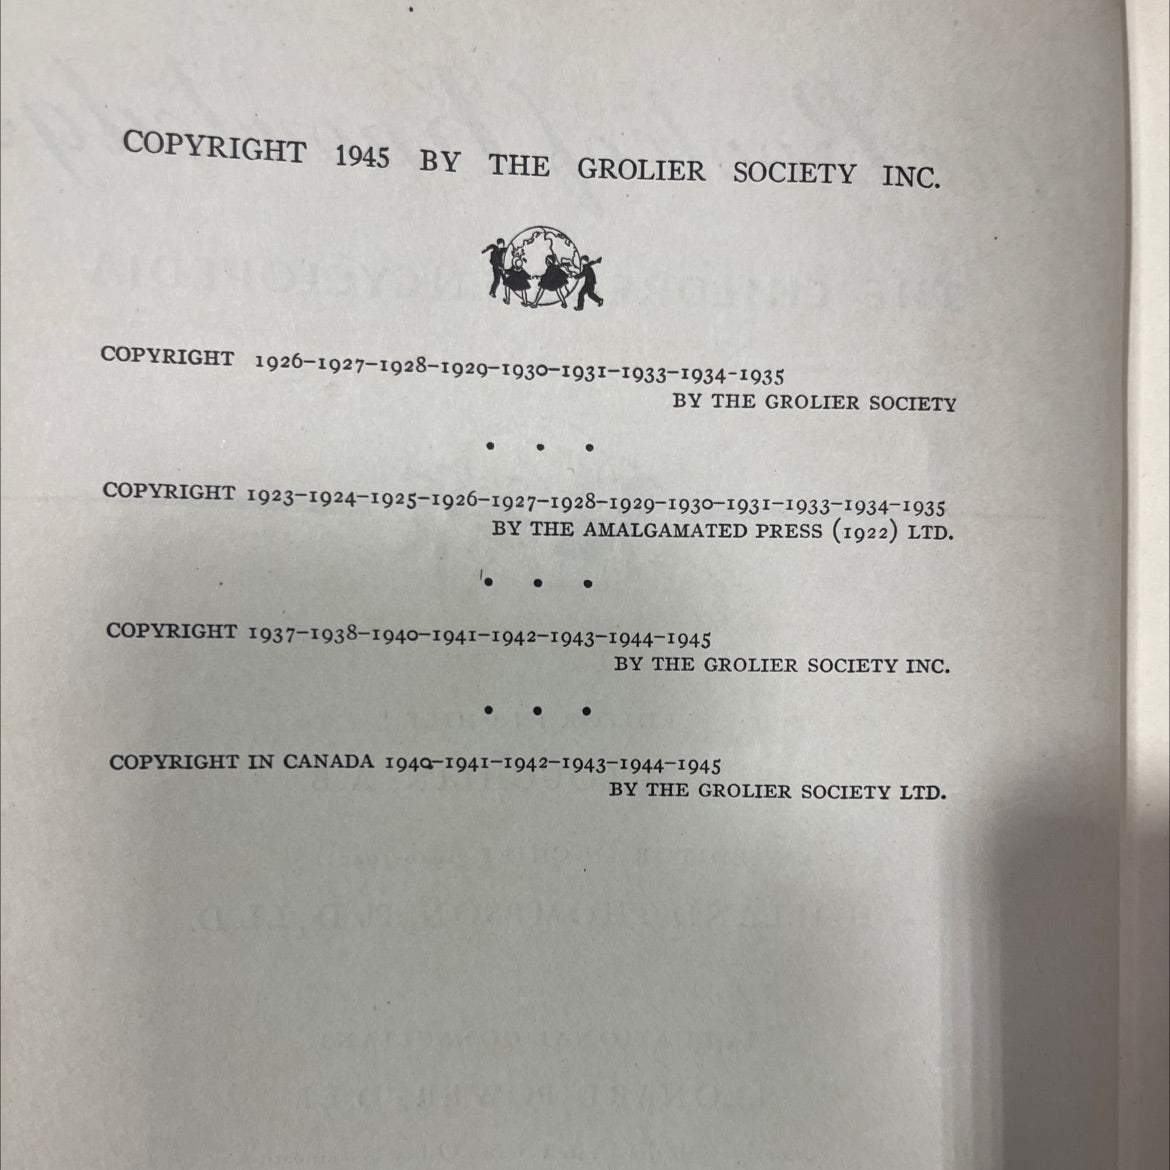 COPYRIGHT 1945 BY THE GROLIER SOCIETY INC.
COPYRIGHT 1926–1927–1928–1929–1930–1931–1933–1934-1935
BY THE GROLIER SOCIETY
• • •
COPYRIGHT 1923–1924–1925–1926–1927–1928–1929–1930–1931–1933–1934–1935
BY THE AMALGAMATED PRESS (1922) LTD.
• • •
COPYRIGHT 1937–1938–1940–1941–1942–1943–1944–1945
BY THE GROLIER SOCIETY INC.
• • •
COPYRIGHT IN CANADA 1940–1941–1942–1943–1944–1945
BY THE GROLIER SOCIETY LTD.